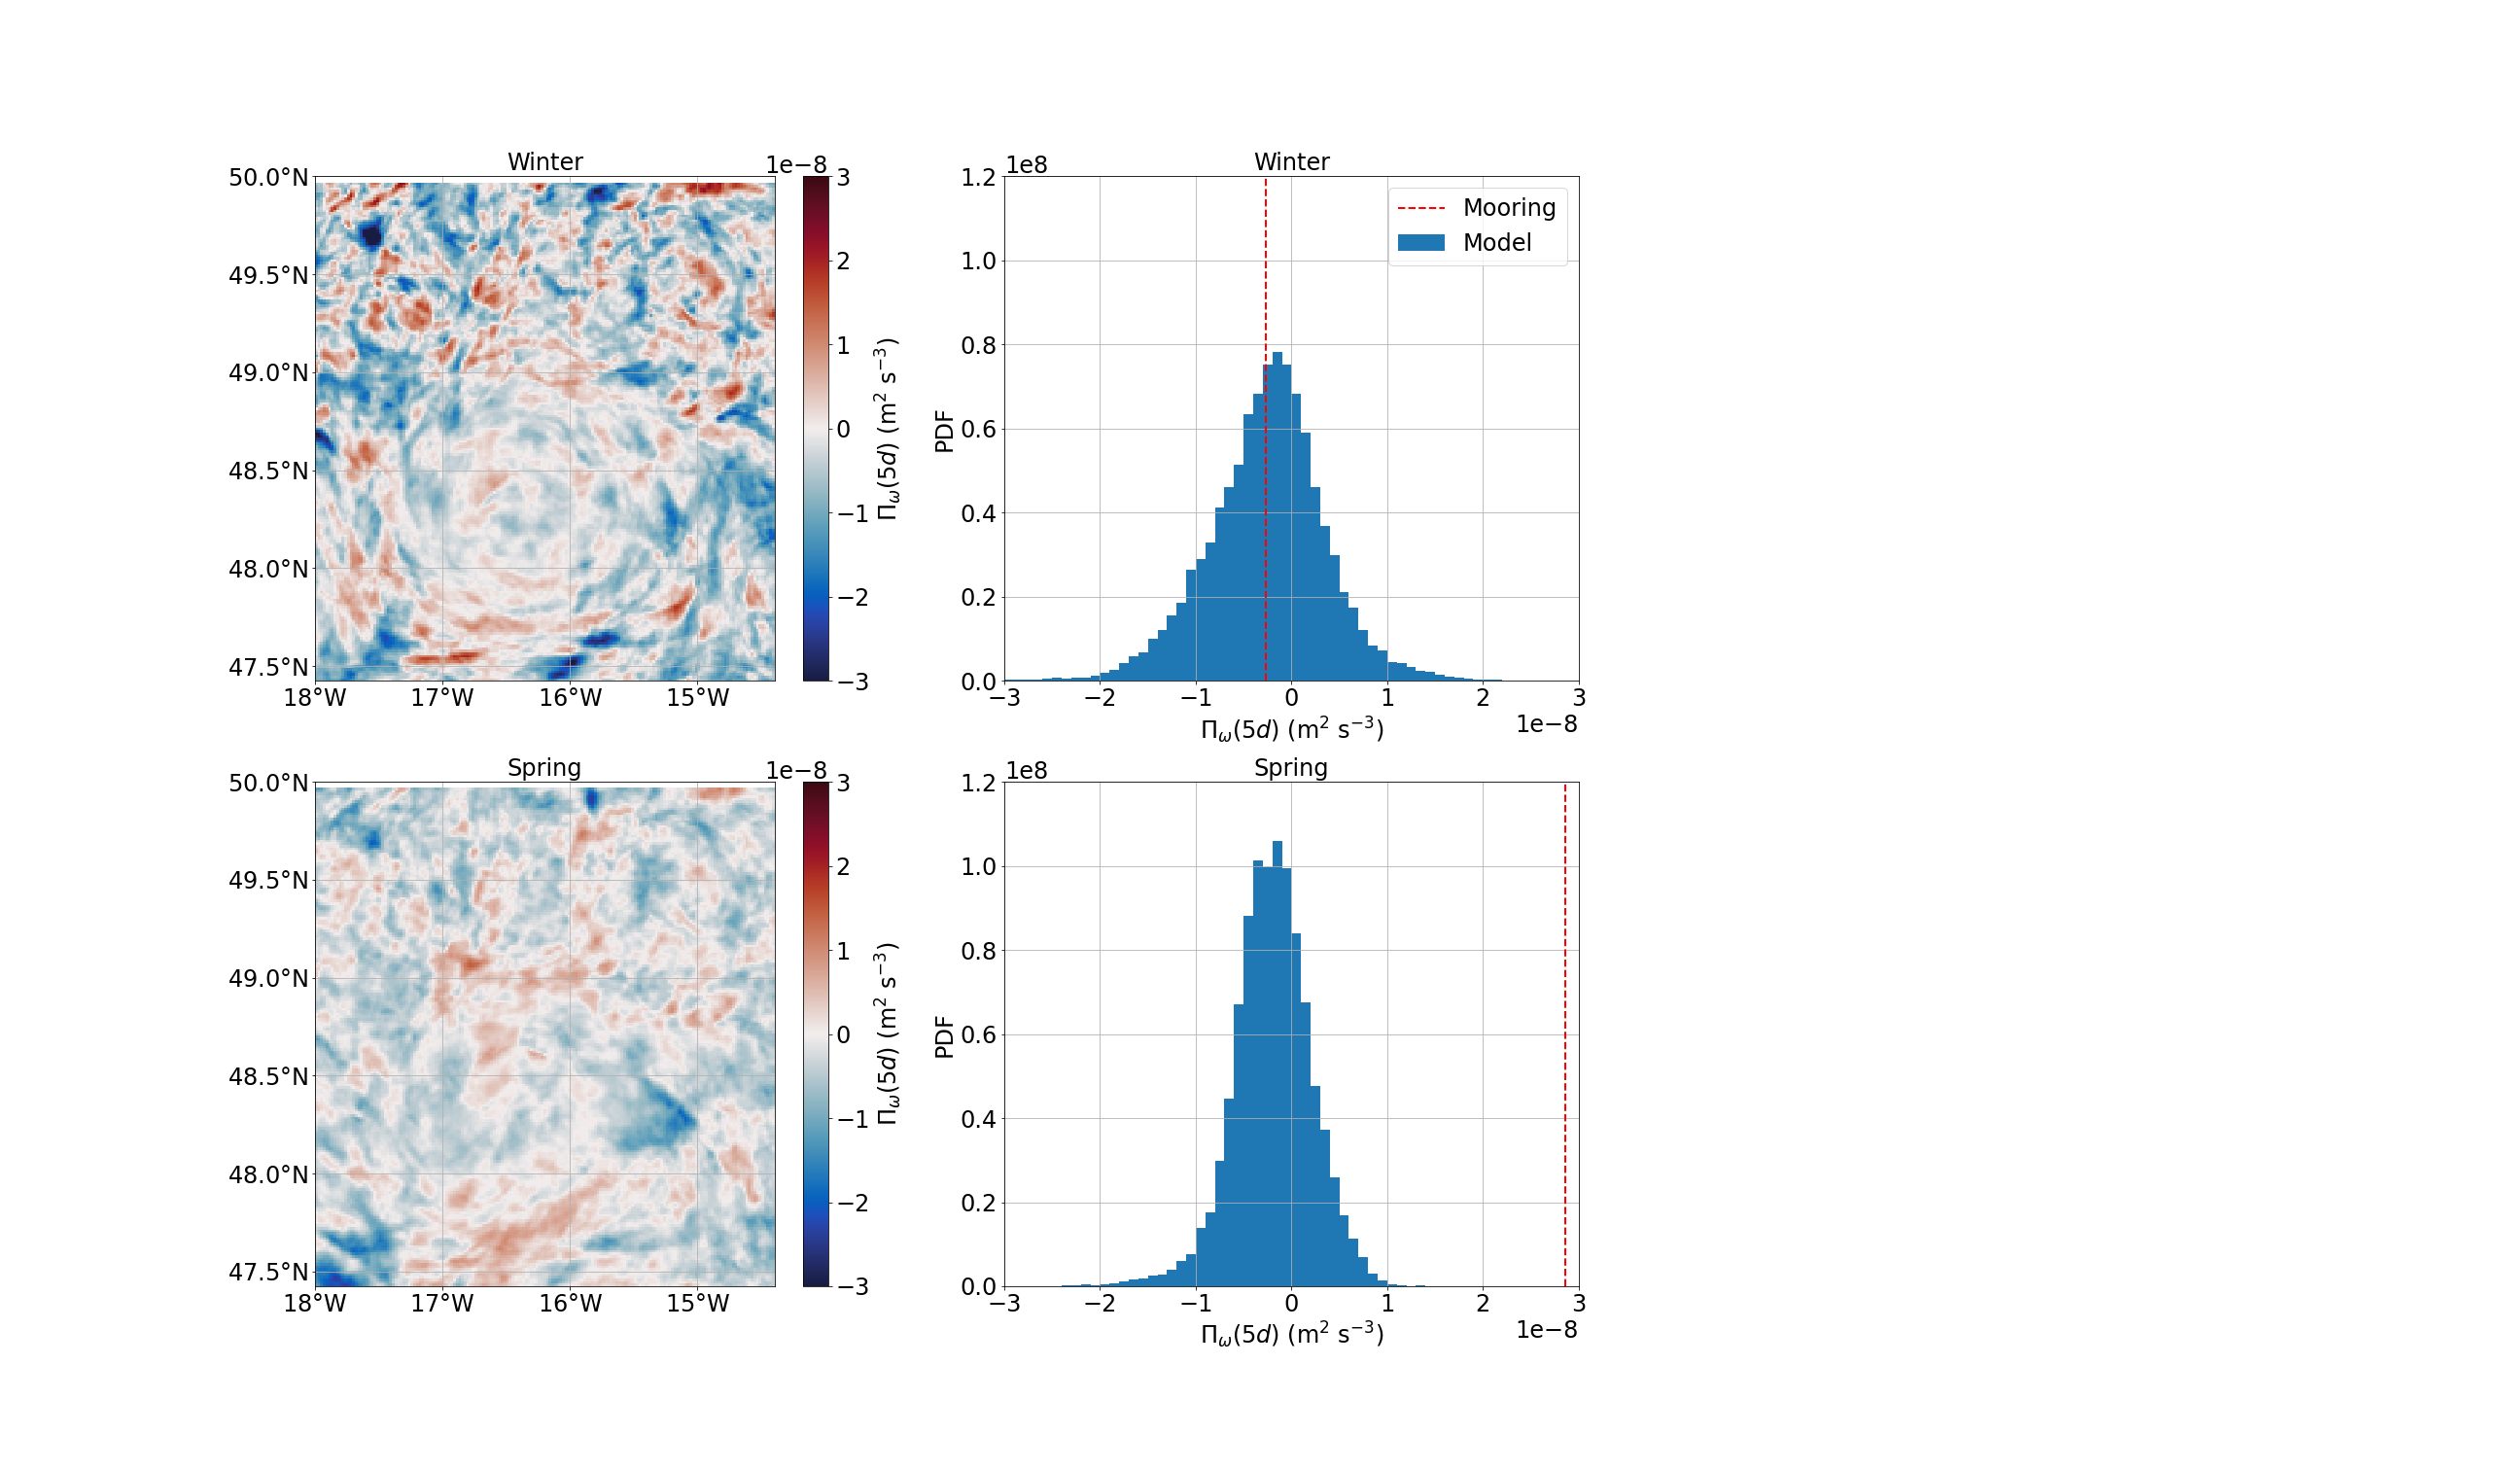 Winter
1e−8
50.0°N
49.5°N
49.0°N
48.5°N
48.0°N
47.5°N
18°W 17°W 16°W 15°W
3
2
1
0
−1
−2
−3
Πω(5d) (m² s⁻³)
Winter
1e8
1.2
1.0
0.8
0.6
0.4
0.2
0.0
PDF
Mooring
Model
−3 −2 −1 0 1 2 3
1e−8
Πω(5d) (m² s⁻³)
Spring
1e−8
50.0°N
49.5°N
49.0°N
48.5°N
48.0°N
47.5°N
18°W 17°W 16°W 15°W
3
2
1
0
−1
−2
−3
Πω(5d) (m² s⁻³)
Spring
1e8
1.2
1.0
0.8
0.6
0.4
0.2
0.0
PDF
−3 −2 −1 0 1 2 3
1e−8
Πω(5d) (m² s⁻³)